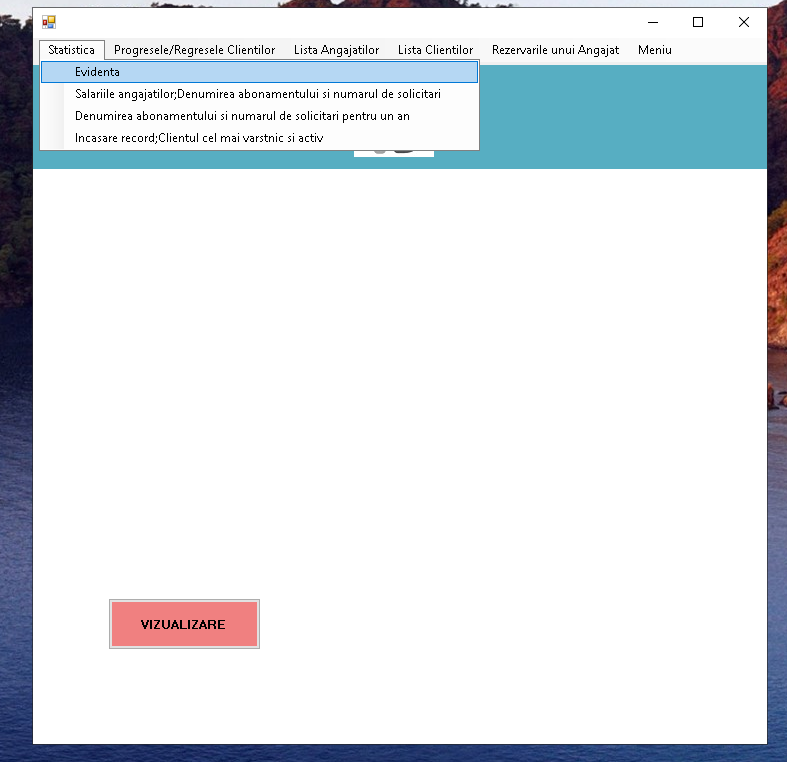 Statistica Progresele/Regresele Clientilor Lista Angajatilor Lista Clientilor Rezervarile unui Angajat Meniu
Evidenta
Salariile angajatilor;Denumirea abonamentului si numarul de solicitari
Denumirea abonamentului si numarul de solicitari pentru un an
Incasare record;Clientul cel mai varstnic si activ
VIZUALIZARE